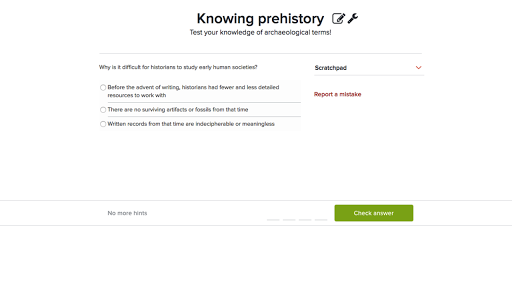 Knowing prehistory
Test your knowledge of archaeological terms!
Why is it difficult for historians to study early human societies?
Before the advent of writing, historians had fewer and less detailed
resources to work with
There are no surviving artifacts or fossils from that time
Written records from that time are indecipherable or meaningless
Scratchpad
Report a mistake
No more hints
Check answer